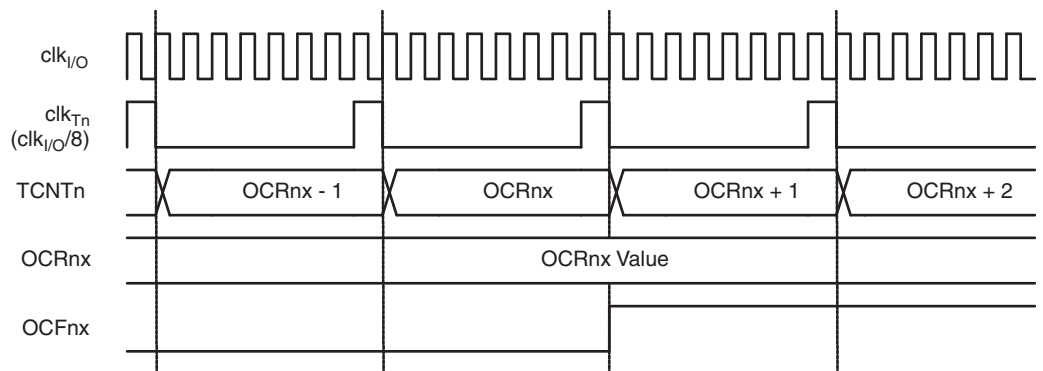 clkI/O
clkTn
(clkI/O/8)
TCNTn OCRnx - 1 OCRnx OCRnx + 1 OCRnx + 2
OCRnx OCRnx Value
OCFnx